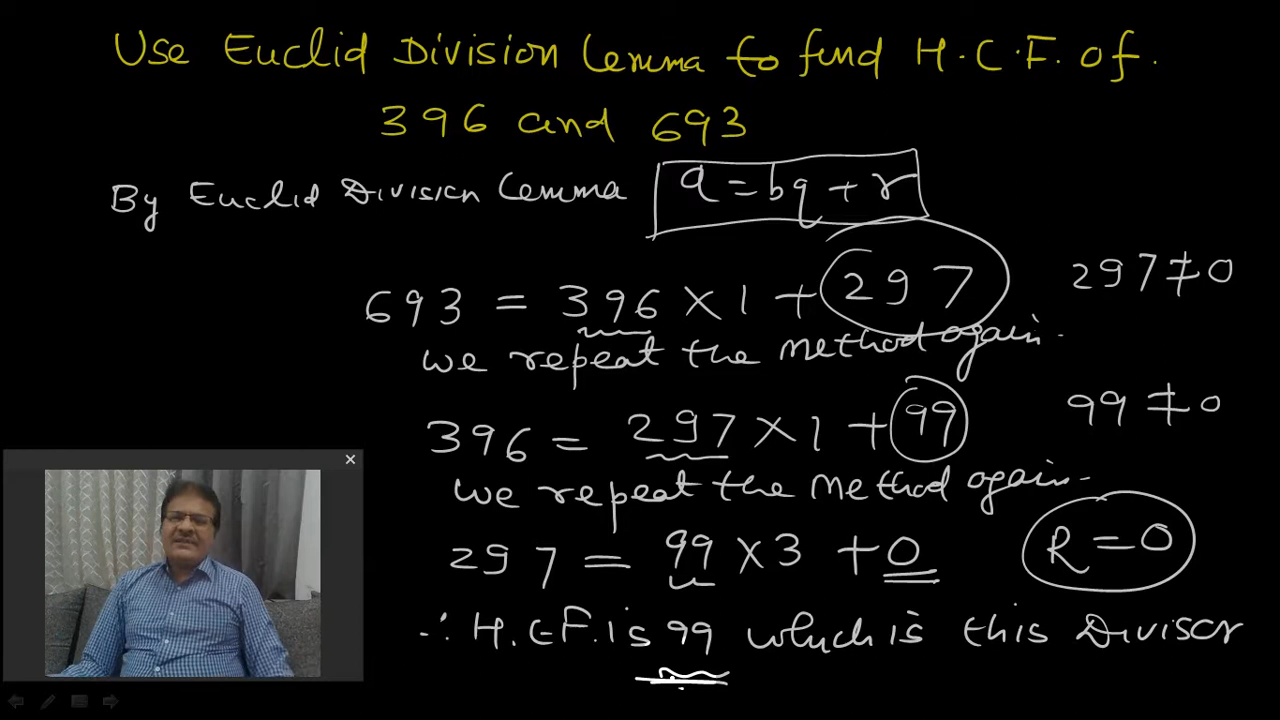 Use Euclid Division Lemma to find H.C.F. of.
396 and 693
By Euclid Division Lemma a = bq + r
693 = 396 × 1 + 297 297 ≠ 0
we repeat the method again.
396 = 297 × 1 + 99 99 ≠ 0
we repeat the method again.
297 = 99 × 3 + 0 R = 0
∴ H.C.F. is 99 which is this Divisor